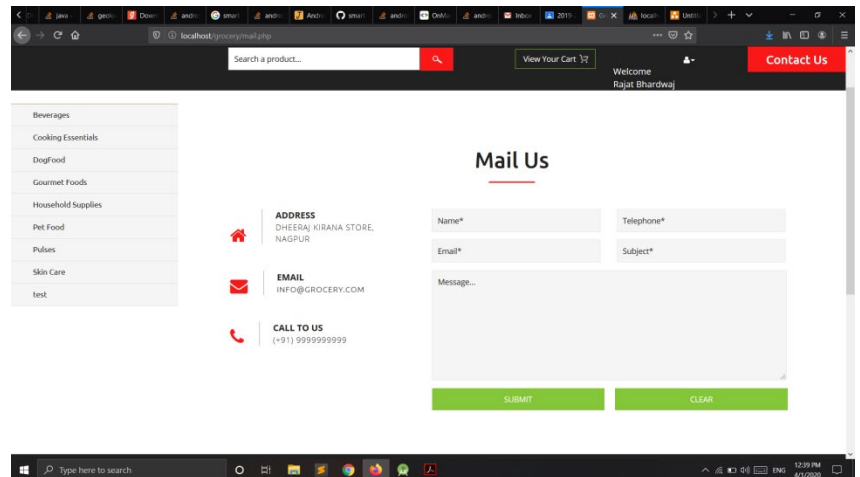 java -
geolo
Down
andro
smart
andro
Andro
smart
andro
OnMa
andro
Inbox
2019-
G
locall
Untitl
localhost/grocery/mail.php
Search a product...
View Your Cart
Welcome
Rajat Bhardwaj
Contact Us
Beverages
Cooking Essentials
DogFood
Gourmet Foods
Household Supplies
Pet Food
Pulses
Skin Care
test
Mail Us
ADDRESS
DHEERAJ KIRANA STORE,
NAGPUR
EMAIL
INFO@GROCERY.COM
CALL TO US
(+91) 9999999999
Name*
Telephone*
Email*
Subject*
Message...
SUBMIT
CLEAR
Type here to search
ENG
12:39 PM
4/1/2020